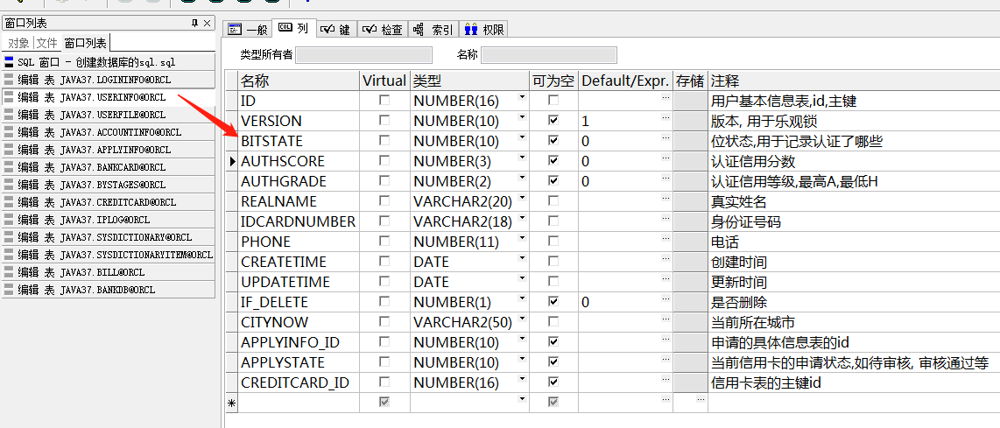 窗口列表
对象 文件 窗口列表
SQL 窗口 - 创建数据库的sql.sql
编辑 表 JAVA37.LOGININFO@ORCL
编辑 表 JAVA37.USERINFO@ORCL
编辑 表 JAVA37.USERFILE@ORCL
编辑 表 JAVA37.ACCOUNTINFO@ORCL
编辑 表 JAVA37.APPLYINFO@ORCL
编辑 表 JAVA37.BANKCARD@ORCL
编辑 表 JAVA37.BYSTAGES@ORCL
编辑 表 JAVA37.CREDITCARD@ORCL
编辑 表 JAVA37.IPLOG@ORCL
编辑 表 JAVA37.SYSDICTIONARY@ORCL
编辑 表 JAVA37.SYSDICTIONARYITEM@ORCL
编辑 表 JAVA37.BILL@ORCL
编辑 表 JAVA37.BANKDB@ORCL
一般 COL 列 键 检查 索引 权限
类型所有者 名称
名称 Virtual 类型 可为空 Default/Expr. 存储 注释
ID NUMBER(16) 用户基本信息表,id,主键
VERSION NUMBER(10) 1 版本, 用于乐观锁
BITSTATE NUMBER(10) 0 位状态,用于记录认证了哪些
AUTHSCORE NUMBER(3) 0 认证信用分数
AUTHGRADE NUMBER(2) 0 认证信用等级,最高A,最低H
REALNAME VARCHAR2(20) 真实姓名
IDCARDNUMBER VARCHAR2(18) 身份证号码
PHONE NUMBER(11) 电话
CREATETIME DATE 创建时间
UPDATETIME DATE 更新时间
IF_DELETE NUMBER(1) 0 是否删除
CITYNOW VARCHAR2(50) 当前所在城市
APPLYINFO_ID NUMBER(10) 申请的具体信息表的id
APPLYSTATE NUMBER(10) 当前信用卡的申请状态,如待审核, 审核通过等
CREDITCARD_ID NUMBER(16) 信用卡表的主键id